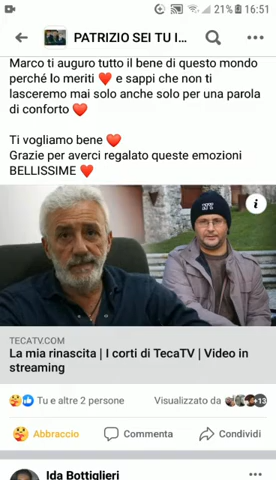 21% 16:51
PATRIZIO SEI TU I...
Marco ti auguro tutto il bene di questo mondo
perché lo meriti ❤️ e sappi che non ti
lasceremo mai solo anche solo per una parola
di conforto ❤️
Ti vogliamo bene ❤️
Grazie per averci regalato queste emozioni
BELLISSIME ❤️
TECATV.COM
La mia rinascita | I corti di TecaTV | Video in
streaming
Tu e altre 2 persone Visualizzato da +13
Abbraccio Commenta Condividi
Ida Bottiglieri